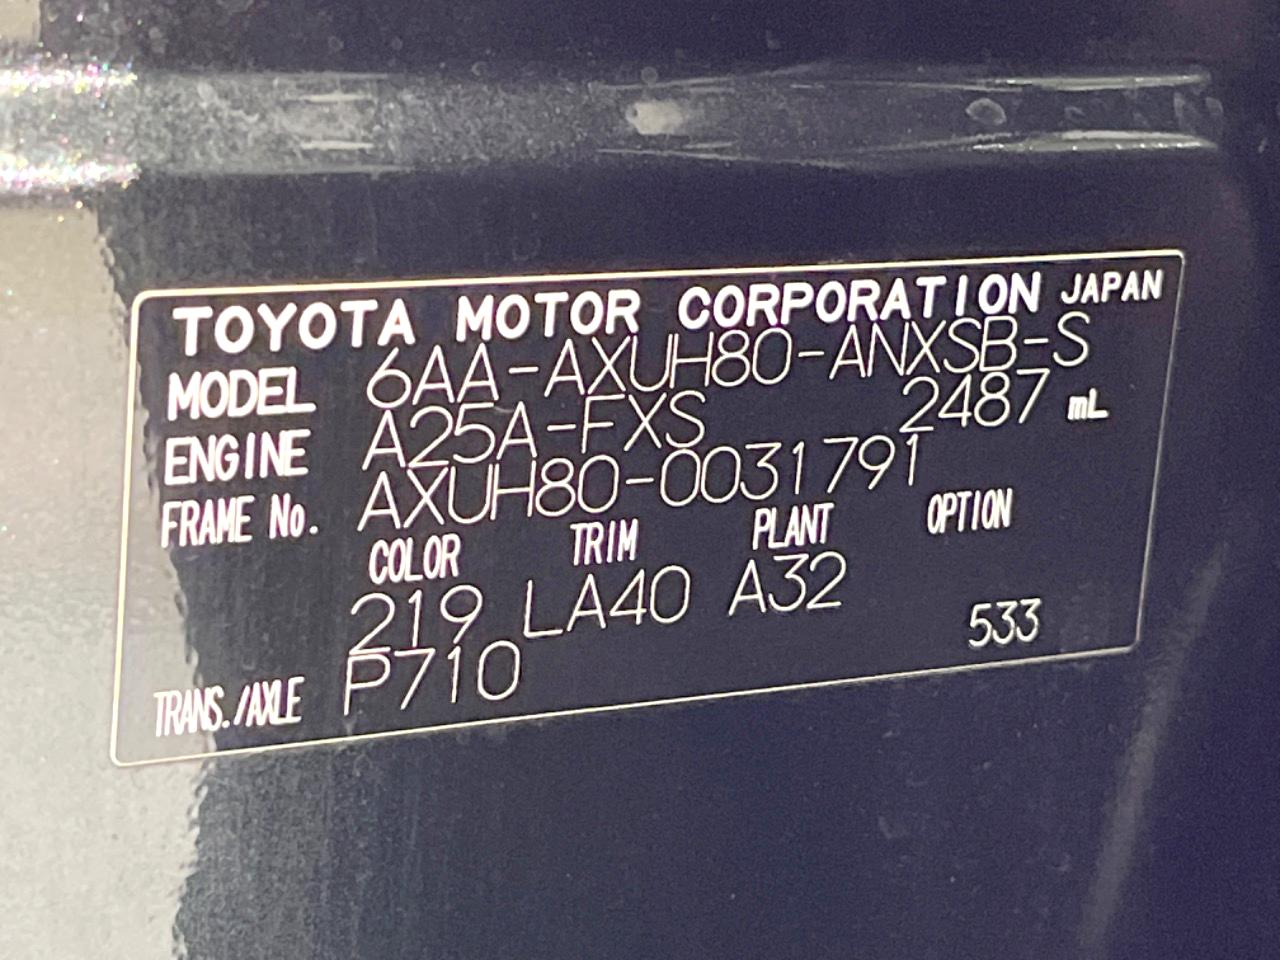 TOYOTA MOTOR CORPORATION JAPAN
MODEL 6AA-AXUH80-ANXSB-S
ENGINE A25A-FXS 2487 mL
FRAME No. AXUH80-0031791
COLOR TRIM PLANT OPTION
219 LA40 A32 533
TRANS./AXLE P710